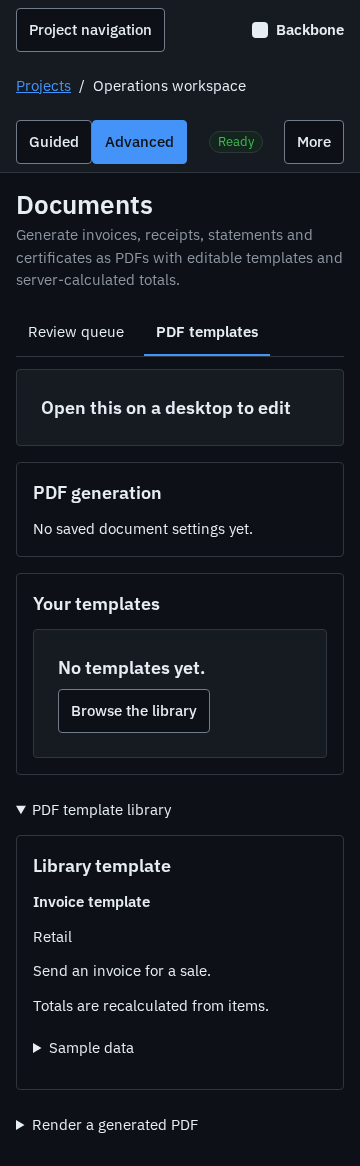 Project navigation
Backbone
Projects / Operations workspace
Guided
Advanced
Ready
More
Documents
Generate invoices, receipts, statements and
certificates as PDFs with editable templates and
server-calculated totals.
Review queue
PDF templates
Open this on a desktop to edit
PDF generation
No saved document settings yet.
Your templates
No templates yet.
Browse the library
PDF template library
Library template
Invoice template
Retail
Send an invoice for a sale.
Totals are recalculated from items.
Sample data
Render a generated PDF